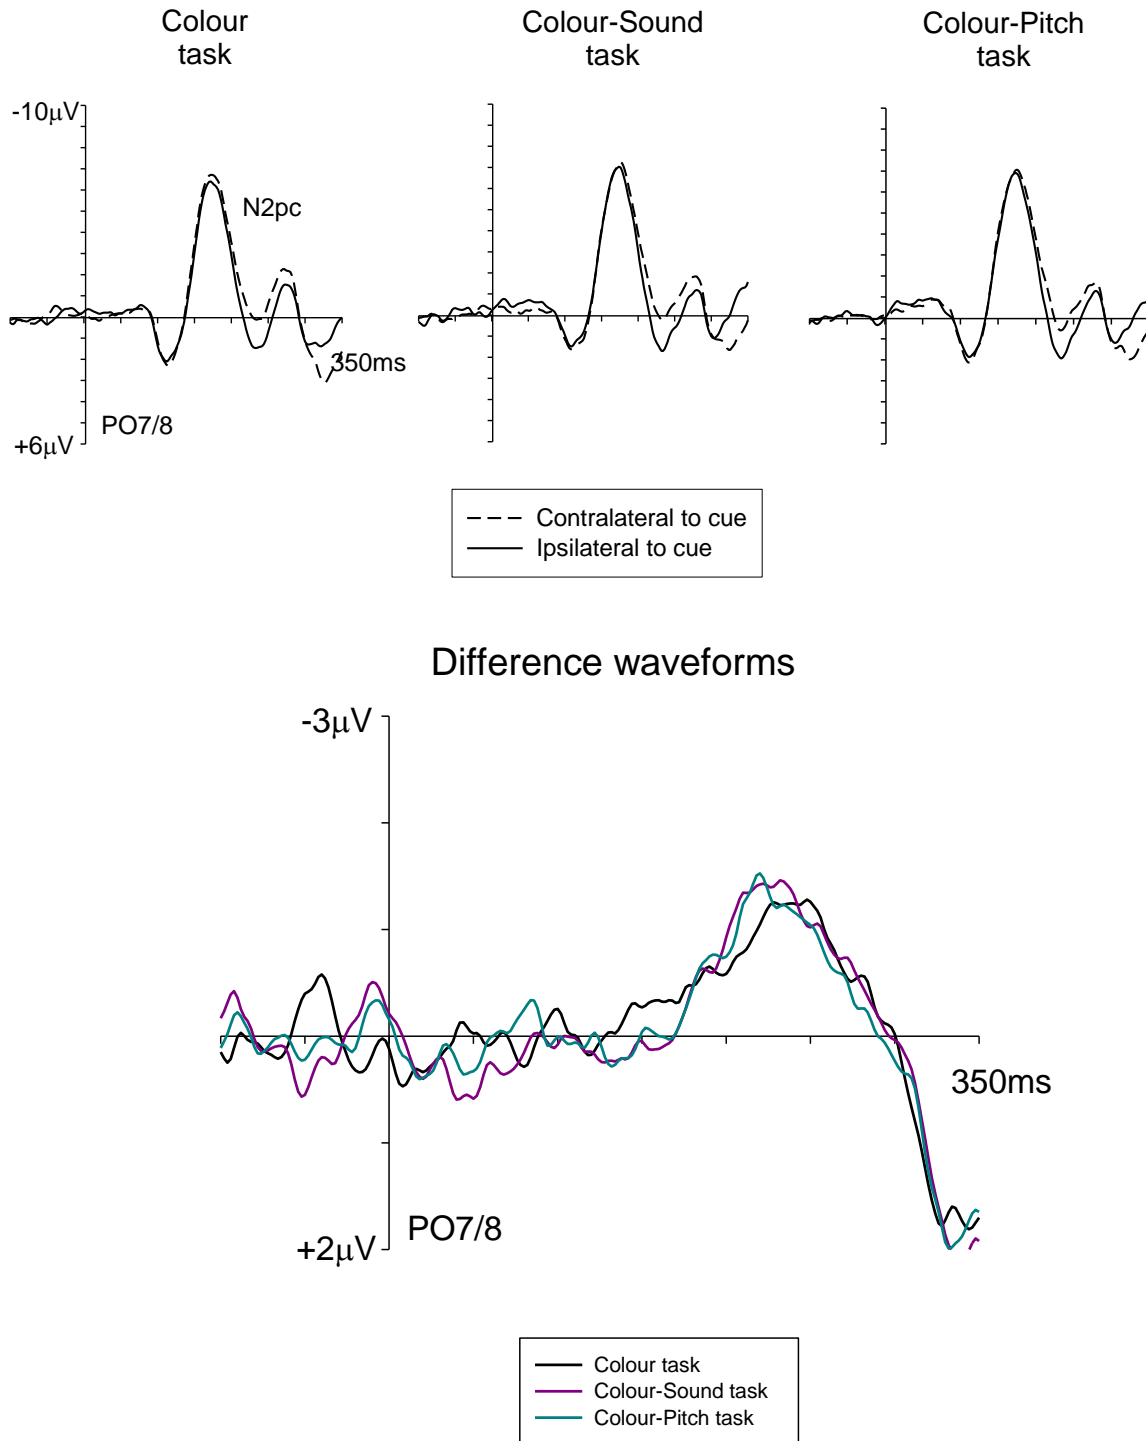 Colour
task
Colour-Sound
task
Colour-Pitch
task
-10μV
N2pc
350ms
PO7/8
+6μV
Contralateral to cue
Ipsilateral to cue
Difference waveforms
-3μV
350ms
PO7/8
+2μV
Colour task
Colour-Sound task
Colour-Pitch task